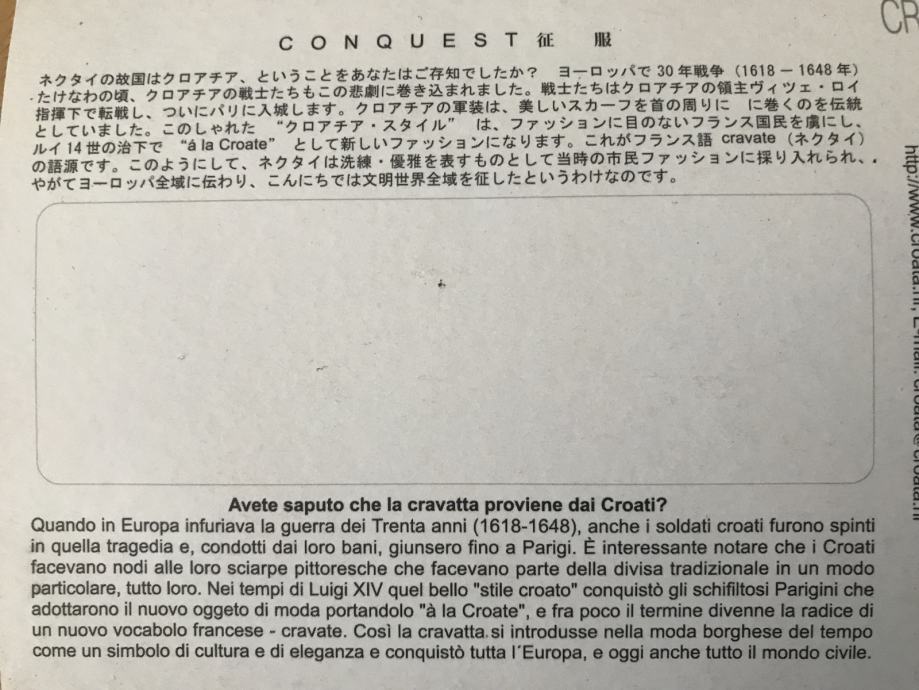 CONQUEST 征 服
ネクタイの故国はクロアチア、ということをあなたはご存知でしたか？ ヨーロッパで 30 年戦争（1618 − 1648 年）
たけなわの頃、クロアチアの戦士たちもこの悲劇に巻き込まれました。戦士たちはクロアチアの領主ヴィツェ・ロイ
指揮下で転戦し、ついにパリに入城します。クロアチアの軍装は、美しいスカーフを首の周りに に巻くのを伝統
としていました。このしゃれた “クロアチア・スタイル” は、ファッションに目のないフランス国民を虜にし、
ルイ 14 世の治下で “á la Croate” として新しいファッションになります。これがフランス語 cravate（ネクタイ）
の語源です。このようにして、ネクタイは洗練・優雅を表すものとして当時の市民ファッションに採り入れられ、
やがてヨーロッパ全域に伝わり、こんにちでは文明世界全域を征したというわけなのです。
Avete saputo che la cravatta proviene dai Croati?
Quando in Europa infuriava la guerra dei Trenta anni (1618-1648), anche i soldati croati furono spinti
in quella tragedia e, condotti dai loro bani, giunsero fino a Parigi. È interessante notare che i Croati
facevano nodi alle loro sciarpe pittoresche che facevano parte della divisa tradizionale in un modo
particolare, tutto loro. Nei tempi di Luigi XIV quel bello "stile croato" conquistò gli schifiltosi Parigini che
adottarono il nuovo oggeto di moda portandolo "à la Croate", e fra poco il termine divenne la radice di
un nuovo vocabolo francese - cravate. Così la cravatta si introdusse nella moda borghese del tempo
come un simbolo di cultura e di eleganza e conquistò tutta l´Europa, e oggi anche tutto il mondo civile.
CR